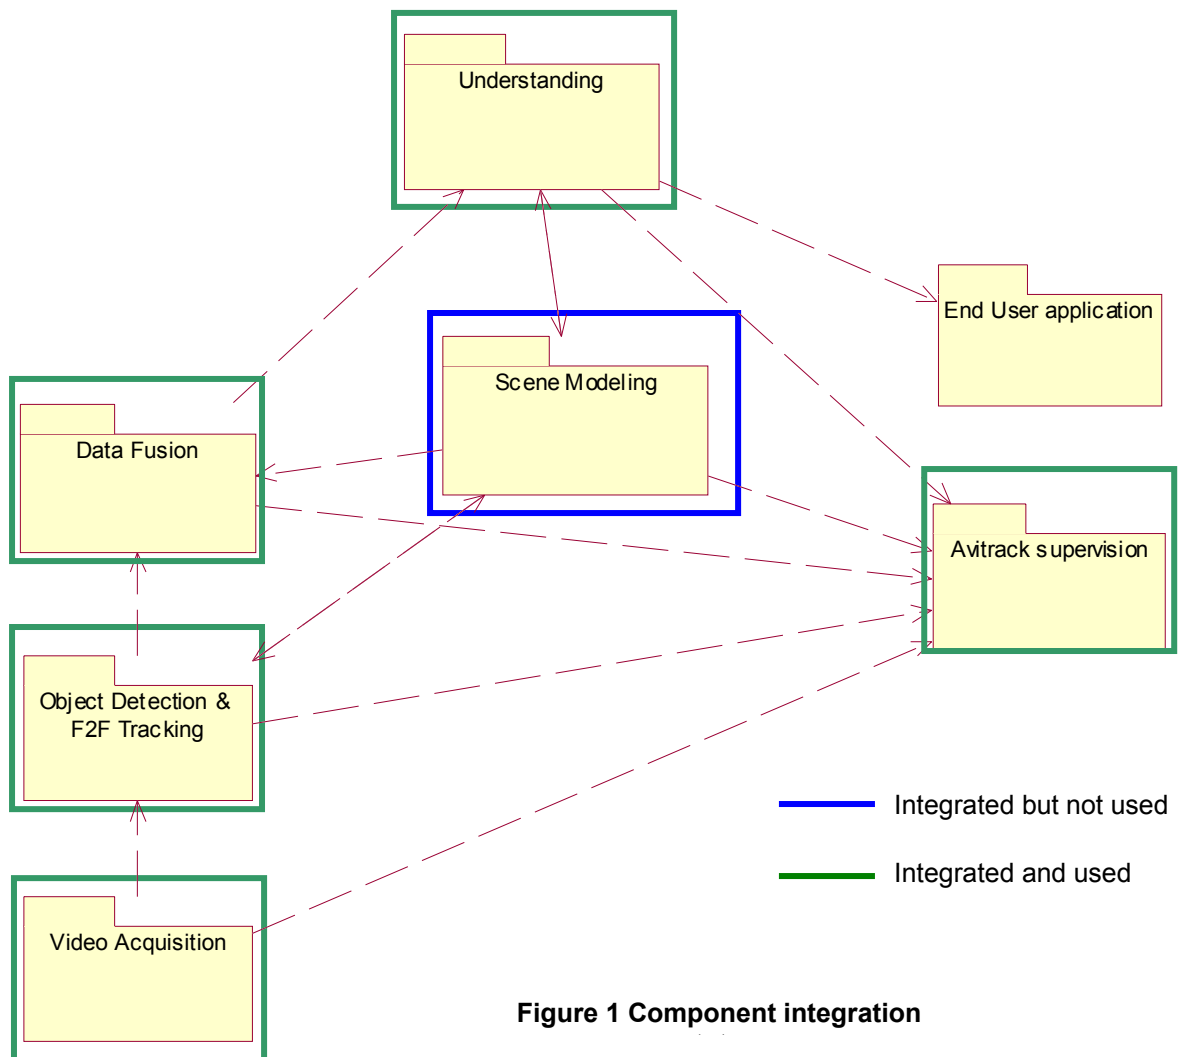 Understanding
End User application
Scene Modeling
Data Fusion
Avitrack supervision
Object Detection &
F2F Tracking
Integrated but not used
Integrated and used
Video Acquisition
Figure 1 Component integration